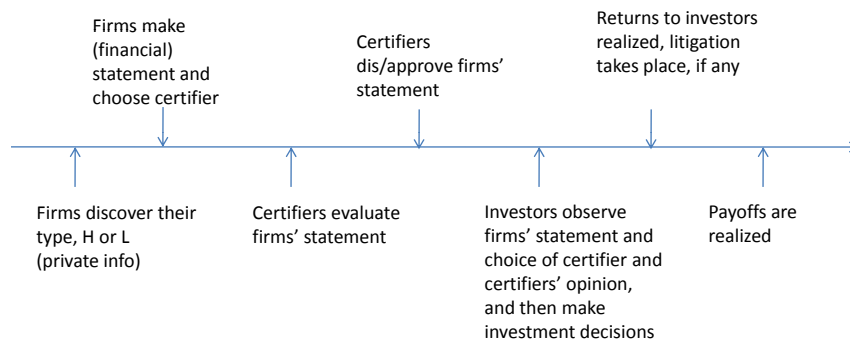 Firms make
(financial)
statement and
choose certifier
Certifiers
dis/approve firms’
statement
Returns to investors
realized, litigation
takes place, if any
Firms discover their
type, H or L
(private info)
Certifiers evaluate
firms’ statement
Investors observe
firms’ statement and
choice of certifier and
certifiers’ opinion,
and then make
investment decisions
Payoffs are
realized